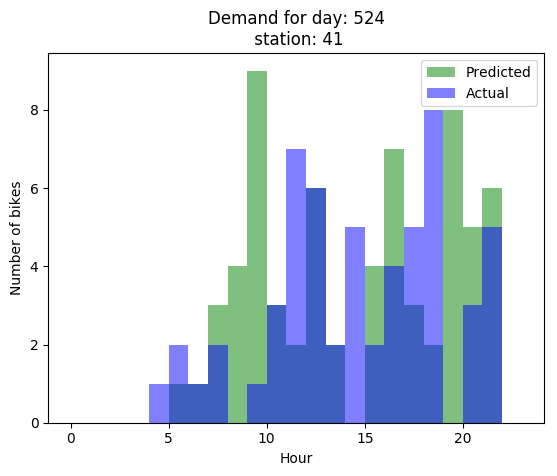 Demand for day: 524
station: 41
Predicted
Actual
Number of bikes
8
6
4
2
0
0 5 10 15 20
Hour